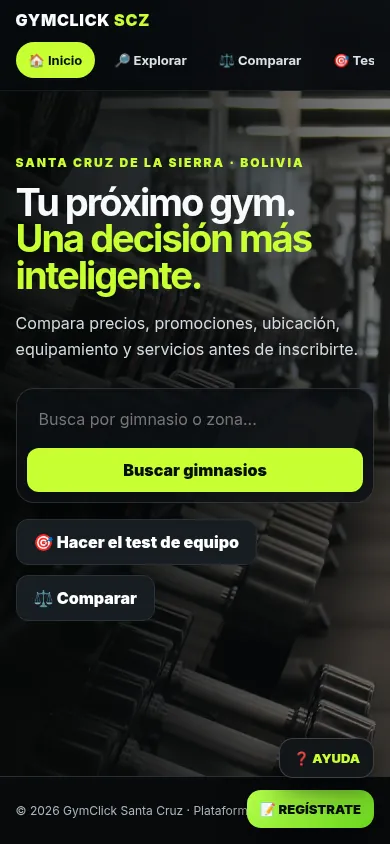 GYMCLICK SCZ
🏠 Inicio 🔎 Explorar ⚖️ Comparar 🎯 Tes
SANTA CRUZ DE LA SIERRA · BOLIVIA
Tu próximo gym.
Una decisión más
inteligente.
Compara precios, promociones, ubicación,
equipamiento y servicios antes de inscribirte.
Busca por gimnasio o zona...
Buscar gimnasios
🎯 Hacer el test de equipo
⚖️ Comparar
❓ AYUDA
© 2026 GymClick Santa Cruz · Plataform
📝 REGÍSTRATE